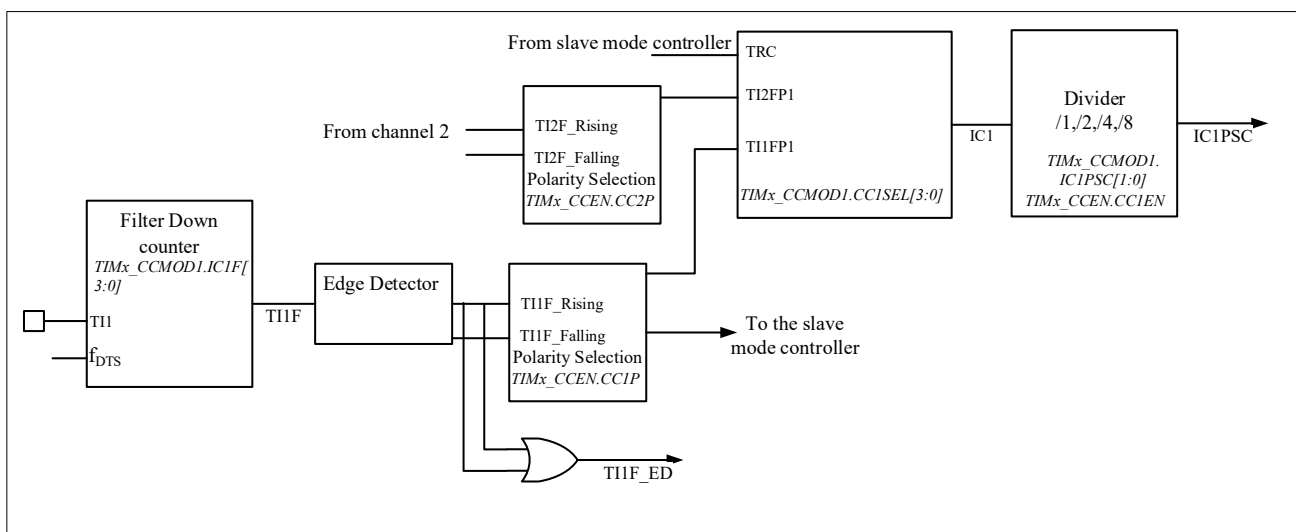 From slave mode controller
TRC
TI2FP1
TI1FP1
TIMx_CCMOD1.CC1SEL[3:0]
IC1
Divider
/1,/2,/4,/8
TIMx_CCMOD1.
IC1PSC[1:0]
TIMx_CCEN.CC1EN
IC1PSC
From channel 2
TI2F_Rising
TI2F_Falling
Polarity Selection
TIMx_CCEN.CC2P
Filter Down
counter
TIMx_CCMOD1.IC1F[
3:0]
TI1
fDTS
TI1F
Edge Detector
TI1F_Rising
TI1F_Falling
Polarity Selection
TIMx_CCEN.CC1P
To the slave
mode controller
TI1F_ED